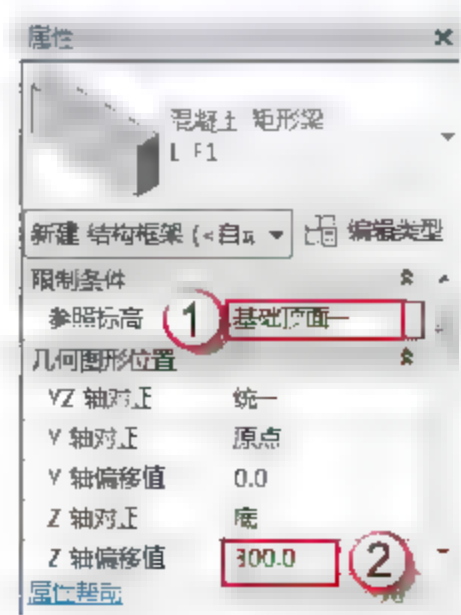 属性
混凝土 矩形梁
新建 结构框架 (<自
编辑类型
限制条件
参照标高 1 基础顶面
几何图形位置
YZ 轴对正 统一
Y 轴对正 原点
Y 轴偏移值 0.0
Z 轴对正 底
Z 轴偏移值 300.0 2
属性帮助